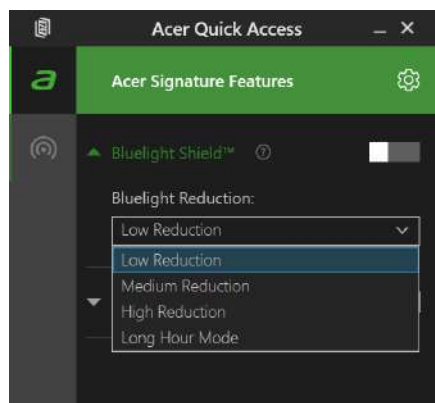 Acer Quick Access
a
Acer Signature Features
Bluelight Shield™
Bluelight Reduction:
Low Reduction
Low Reduction
Medium Reduction
High Reduction
Long Hour Mode